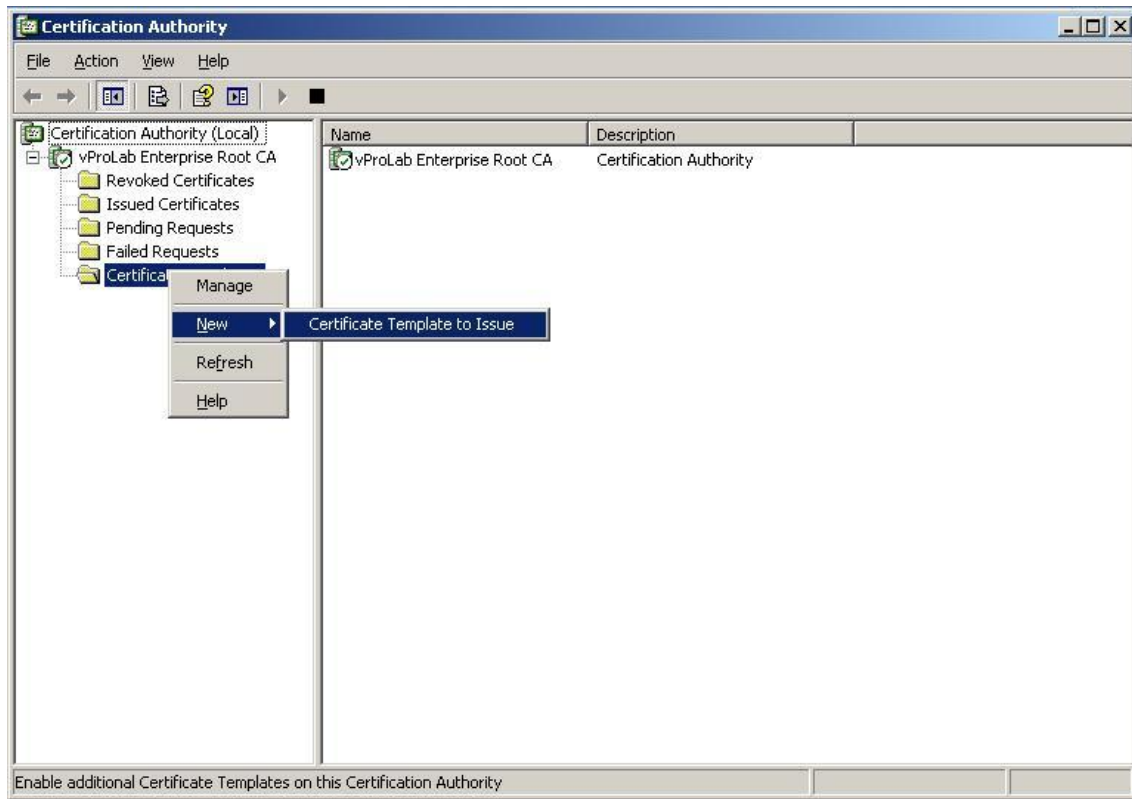 Certification Authority
File Action View Help
Certification Authority (Local)
vProLab Enterprise Root CA
Revoked Certificates
Issued Certificates
Pending Requests
Failed Requests
Manage
New
Certificate Template to Issue
Refresh
Help
Name Description
vProLab Enterprise Root CA Certification Authority
Enable additional Certificate Templates on this Certification Authority